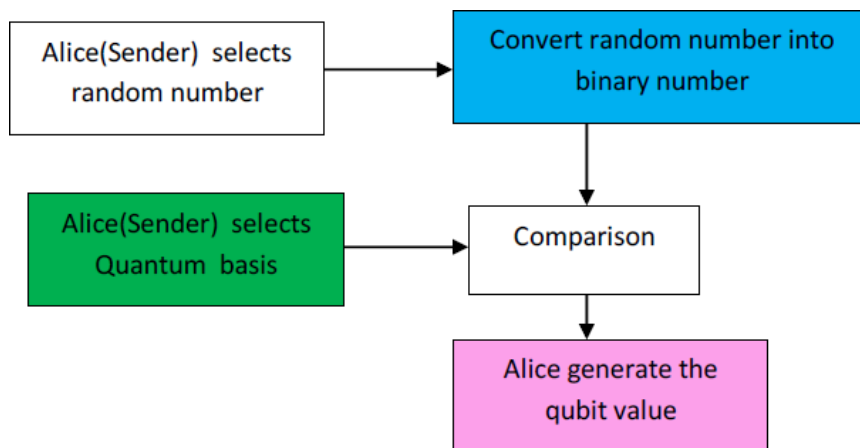 Alice(Sender) selects
random number
Convert random number into
binary number
Alice(Sender) selects
Quantum basis
Comparison
Alice generate the
qubit value